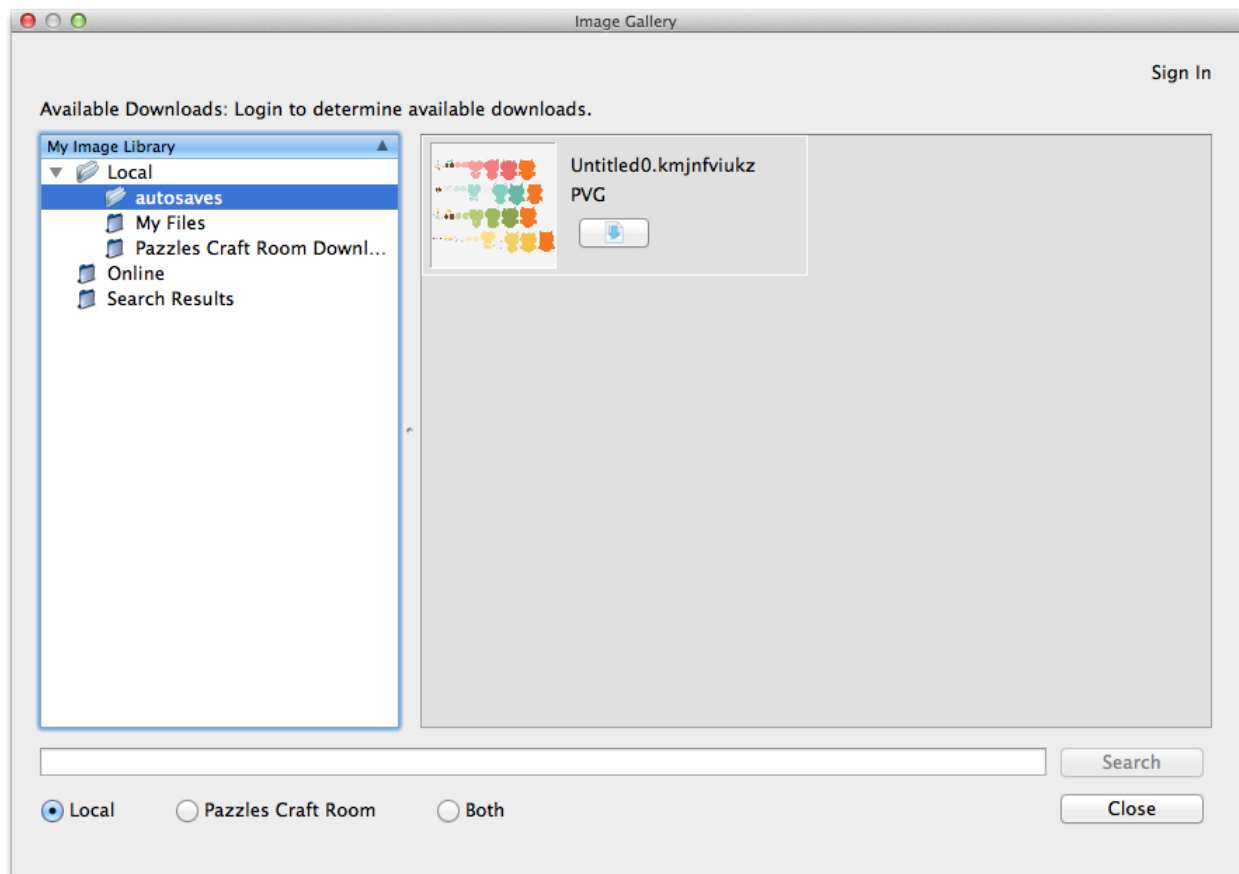 Image Gallery
Sign In
Available Downloads: Login to determine available downloads.
My Image Library
Local
autosaves
My Files
Pazzles Craft Room Downl...
Online
Search Results
Untitled0.kmjnfviukz
PVG
Search
Local
Pazzles Craft Room
Both
Close